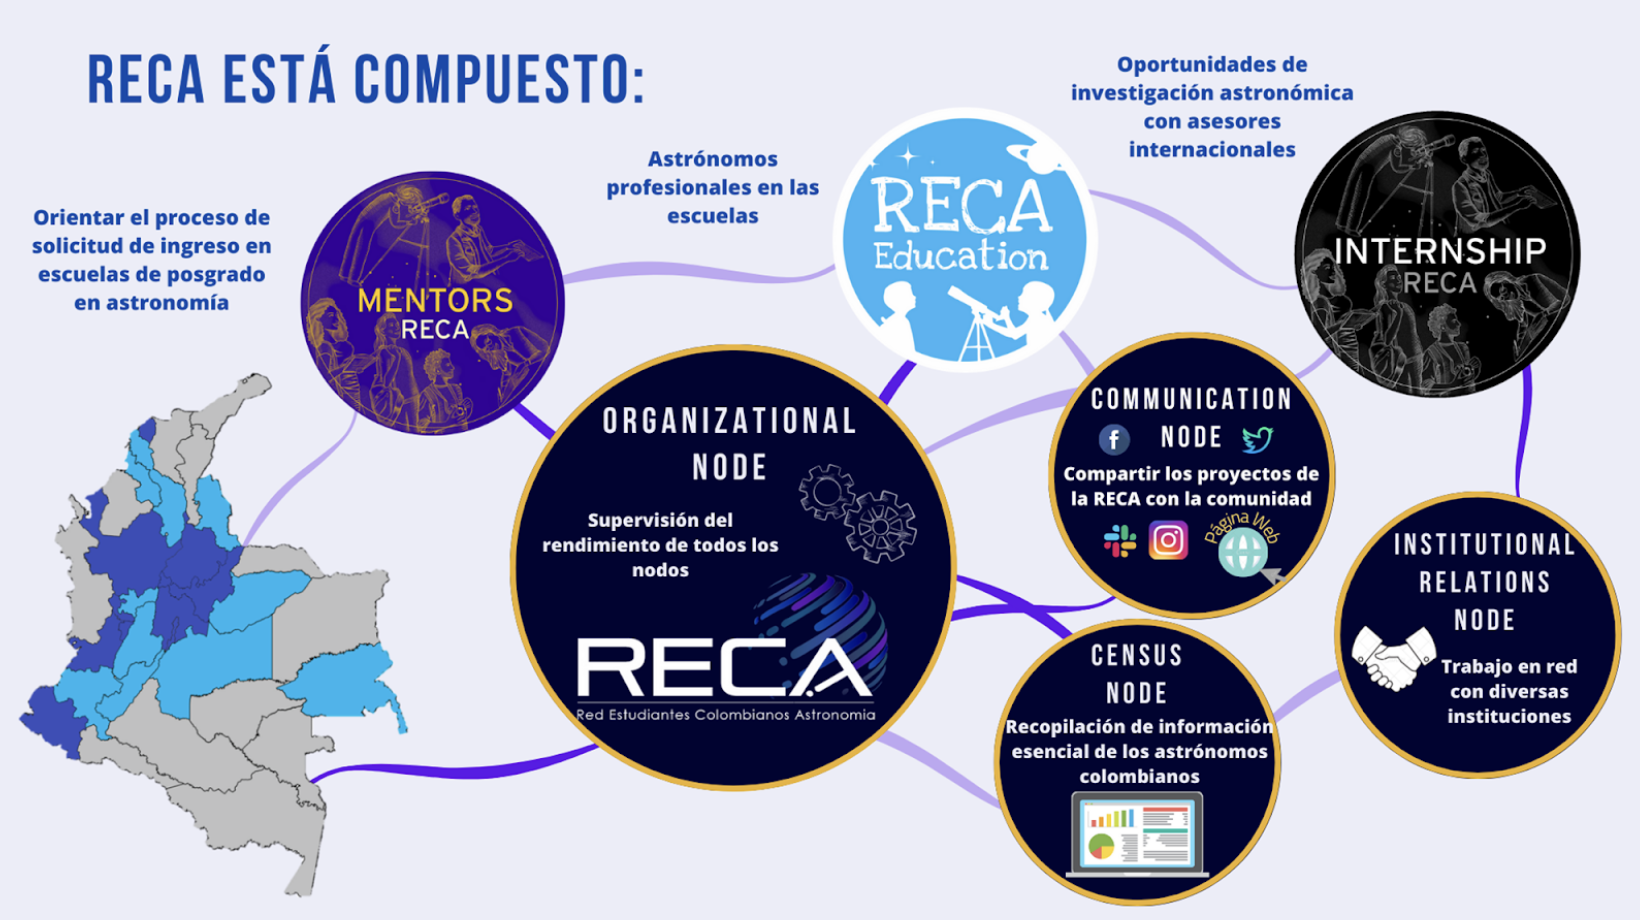 RECA ESTÁ COMPUESTO:
Orientar el proceso de
solicitud de ingreso en
escuelas de posgrado
en astronomía
MENTORS
RECA
Astrónomos
profesionales en las
escuelas
RECA
Education
Oportunidades de
investigación astronómica
con asesores
internacionales
INTERNSHIP
RECA
ORGANIZATIONAL
NODE
Supervisión del
rendimiento de todos los
nodos
RECA
Red Estudiantes Colombianos Astronomia
COMMUNICATION
NODE
Compartir los proyectos de
la RECA con la comunidad
Página Web
CENSUS
NODE
Recopilación de información
esencial de los astrónomos
colombianos
INSTITUTIONAL
RELATIONS
NODE
Trabajo en red
con diversas
instituciones